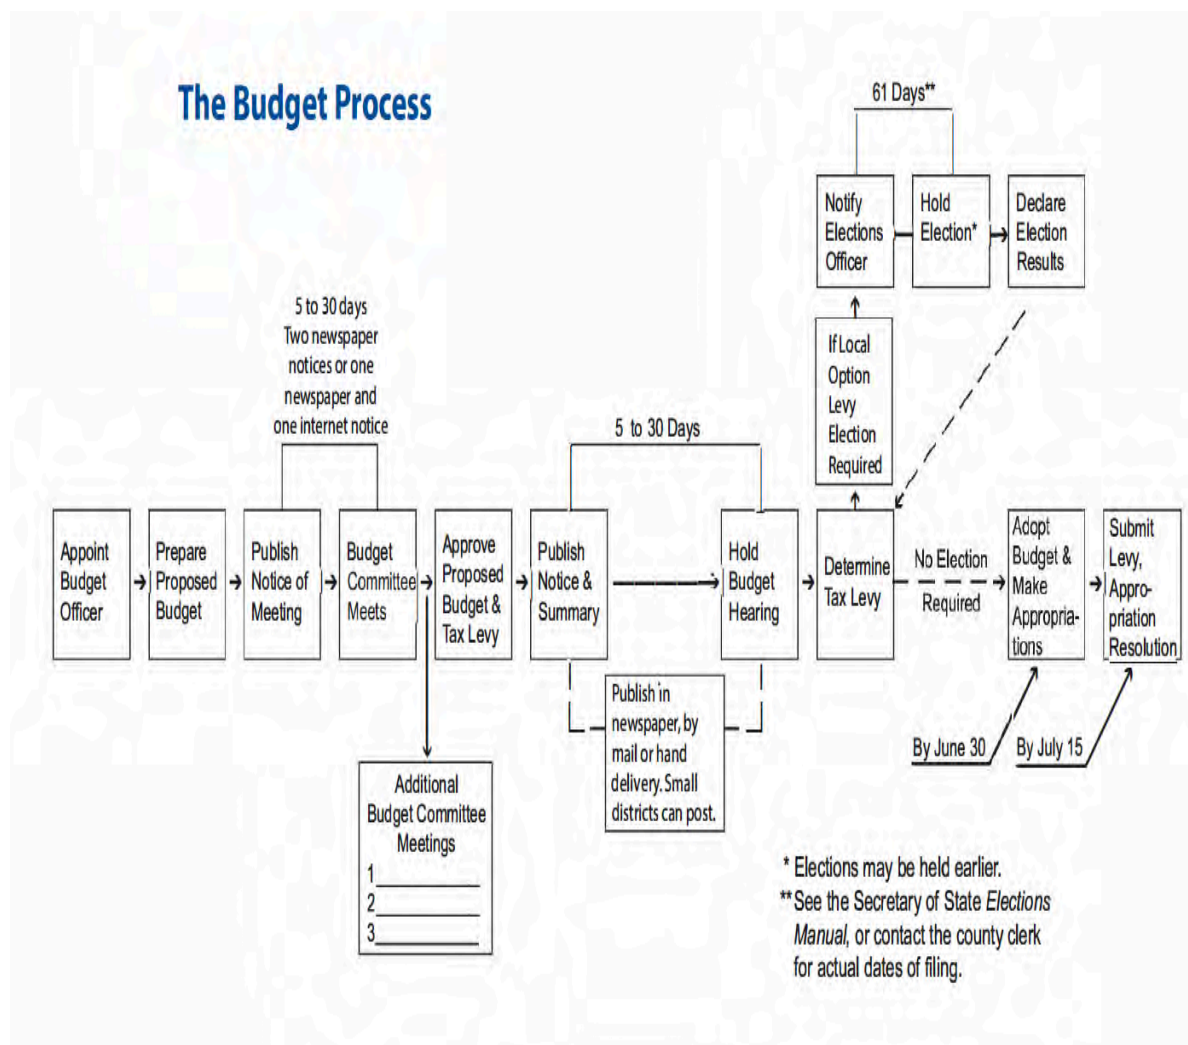 The Budget Process
61 Days**
Notify
Elections
Officer
Hold
Election*
Declare
Election
Results
5 to 30 days
Two newspaper
notices or one
newspaper and
one internet notice
If Local
Option
Levy
Election
Required
5 to 30 Days
Appoint
Budget
Officer
Prepare
Proposed
Budget
Publish
Notice of
Meeting
Budget
Committee
Meets
Approve
Proposed
Budget &
Tax Levy
Publish
Notice &
Summary
Hold
Budget
Hearing
Determine
Tax Levy
No Election
Required
Adopt
Budget &
Make
Appropria-
tions
Submit
Levy,
Appro-
priation
Resolution
Publish in
newspaper, by
mail or hand
delivery. Small
districts can post.
By June 30
By July 15
Additional
Budget Committee
Meetings
1
2
3
* Elections may be held earlier.
** See the Secretary of State Elections
Manual, or contact the county clerk
for actual dates of filing.